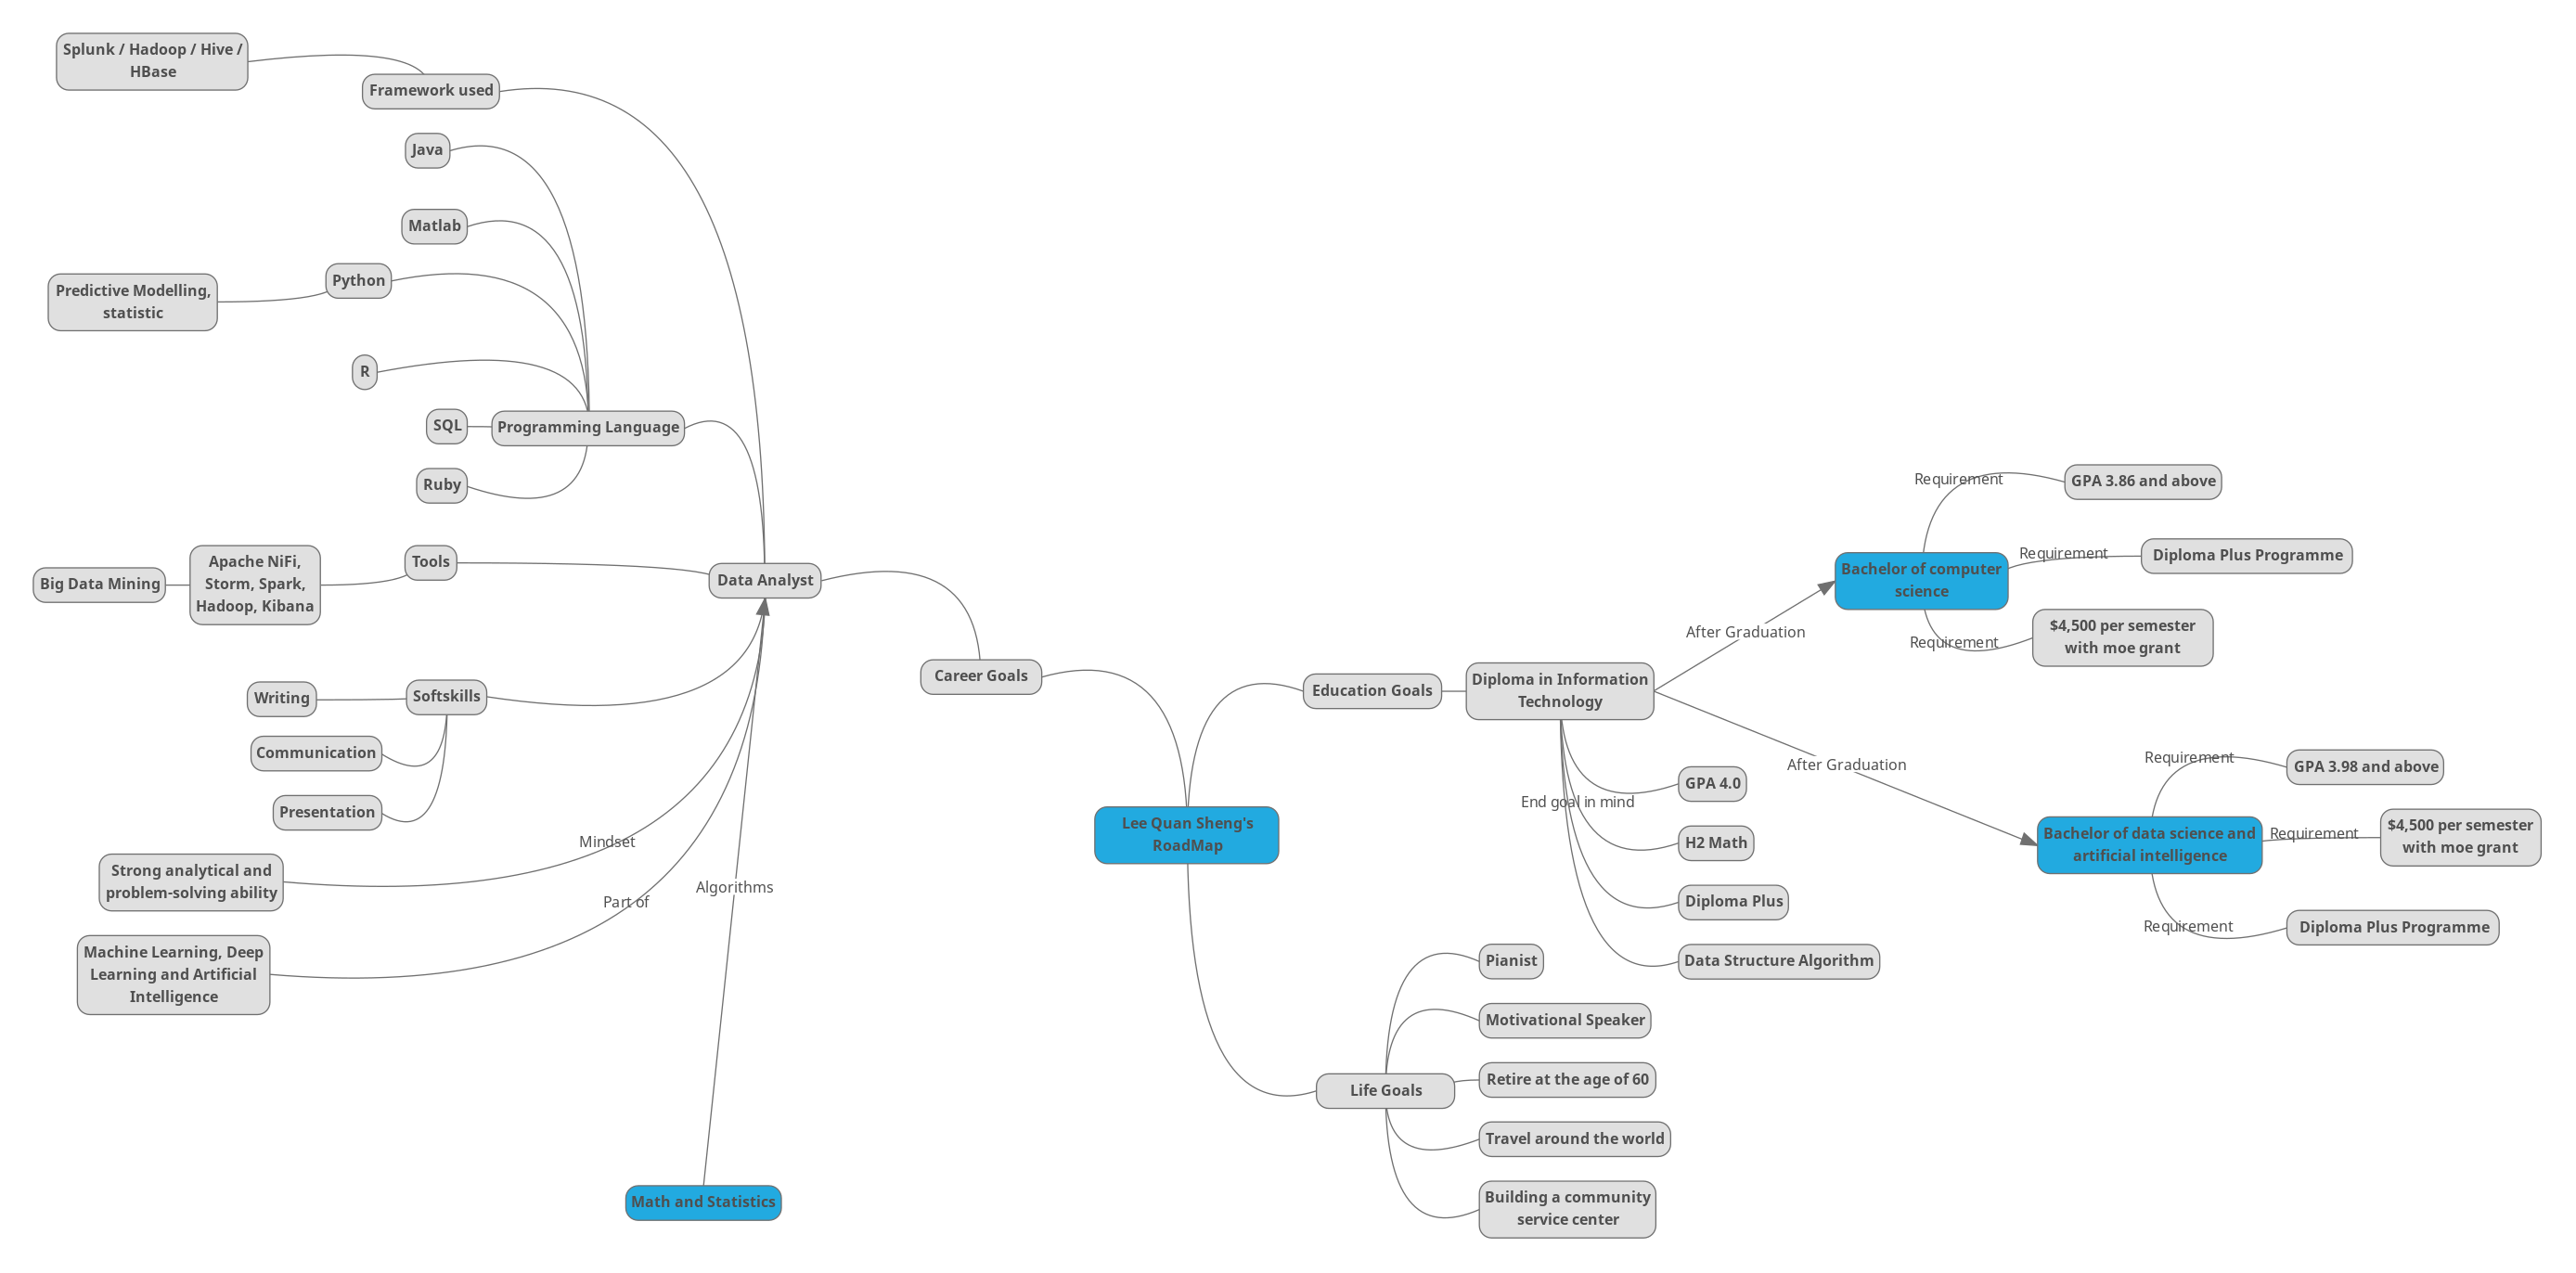 Splunk / Hadoop / Hive /
HBase
Framework used
Java
Matlab
Python
Predictive Modelling,
statistic
R
SQL
Programming Language
Ruby
Tools
Apache NiFi,
Storm, Spark,
Hadoop, Kibana
Big Data Mining
Data Analyst
Softskills
Writing
Communication
Presentation
Mindset
Strong analytical and
problem-solving ability
Part of
Machine Learning, Deep
Learning and Artificial
Intelligence
Algorithms
Math and Statistics
Career Goals
Lee Quan Sheng's
RoadMap
Education Goals
Diploma in Information
Technology
After Graduation
Bachelor of computer
science
Requirement
GPA 3.86 and above
Requirement
Diploma Plus Programme
Requirement
$4,500 per semester
with moe grant
After Graduation
Bachelor of data science and
artificial intelligence
Requirement
GPA 3.98 and above
Requirement
$4,500 per semester
with moe grant
Requirement
Diploma Plus Programme
End goal in mind
GPA 4.0
H2 Math
Diploma Plus
Data Structure Algorithm
Life Goals
Pianist
Motivational Speaker
Retire at the age of 60
Travel around the world
Building a community
service center